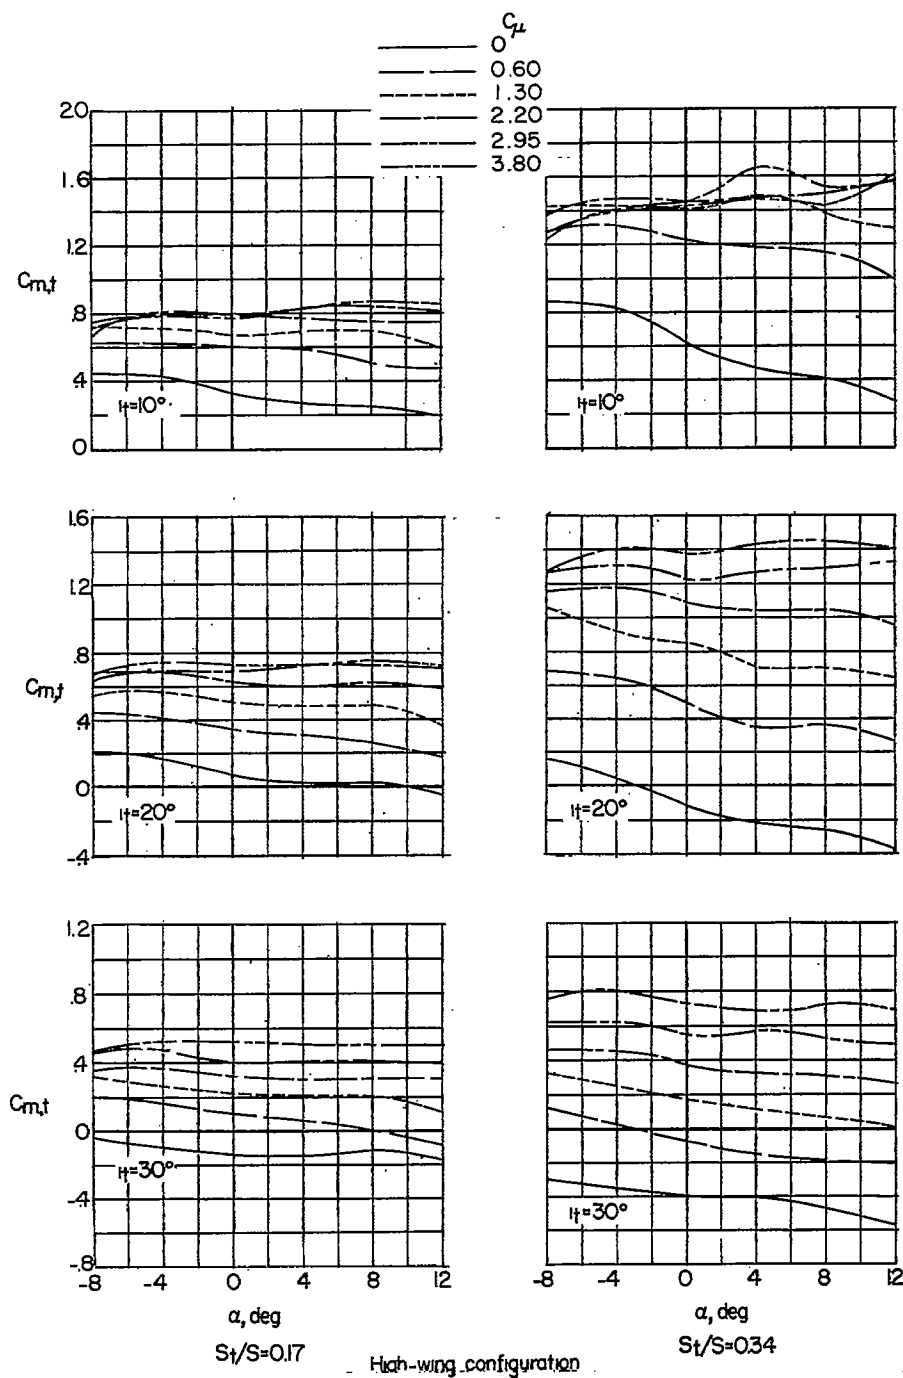 Cμ
0
0.60
1.30
2.20
2.95
3.80
2.0
1.6
1.2
.8
.4
0
Cm,t
it=10°
it=10°
1.6
1.2
.8
.4
0
-.4
Cm,t
it=20°
it=20°
1.2
.8
.4
0
-.4
-.8
Cm,t
it=30°
it=30°
-8 -4 0 4 8 12
-8 -4 0 4 8 12
α, deg
α, deg
St/S=0.17
St/S=0.34
High-wing configuration